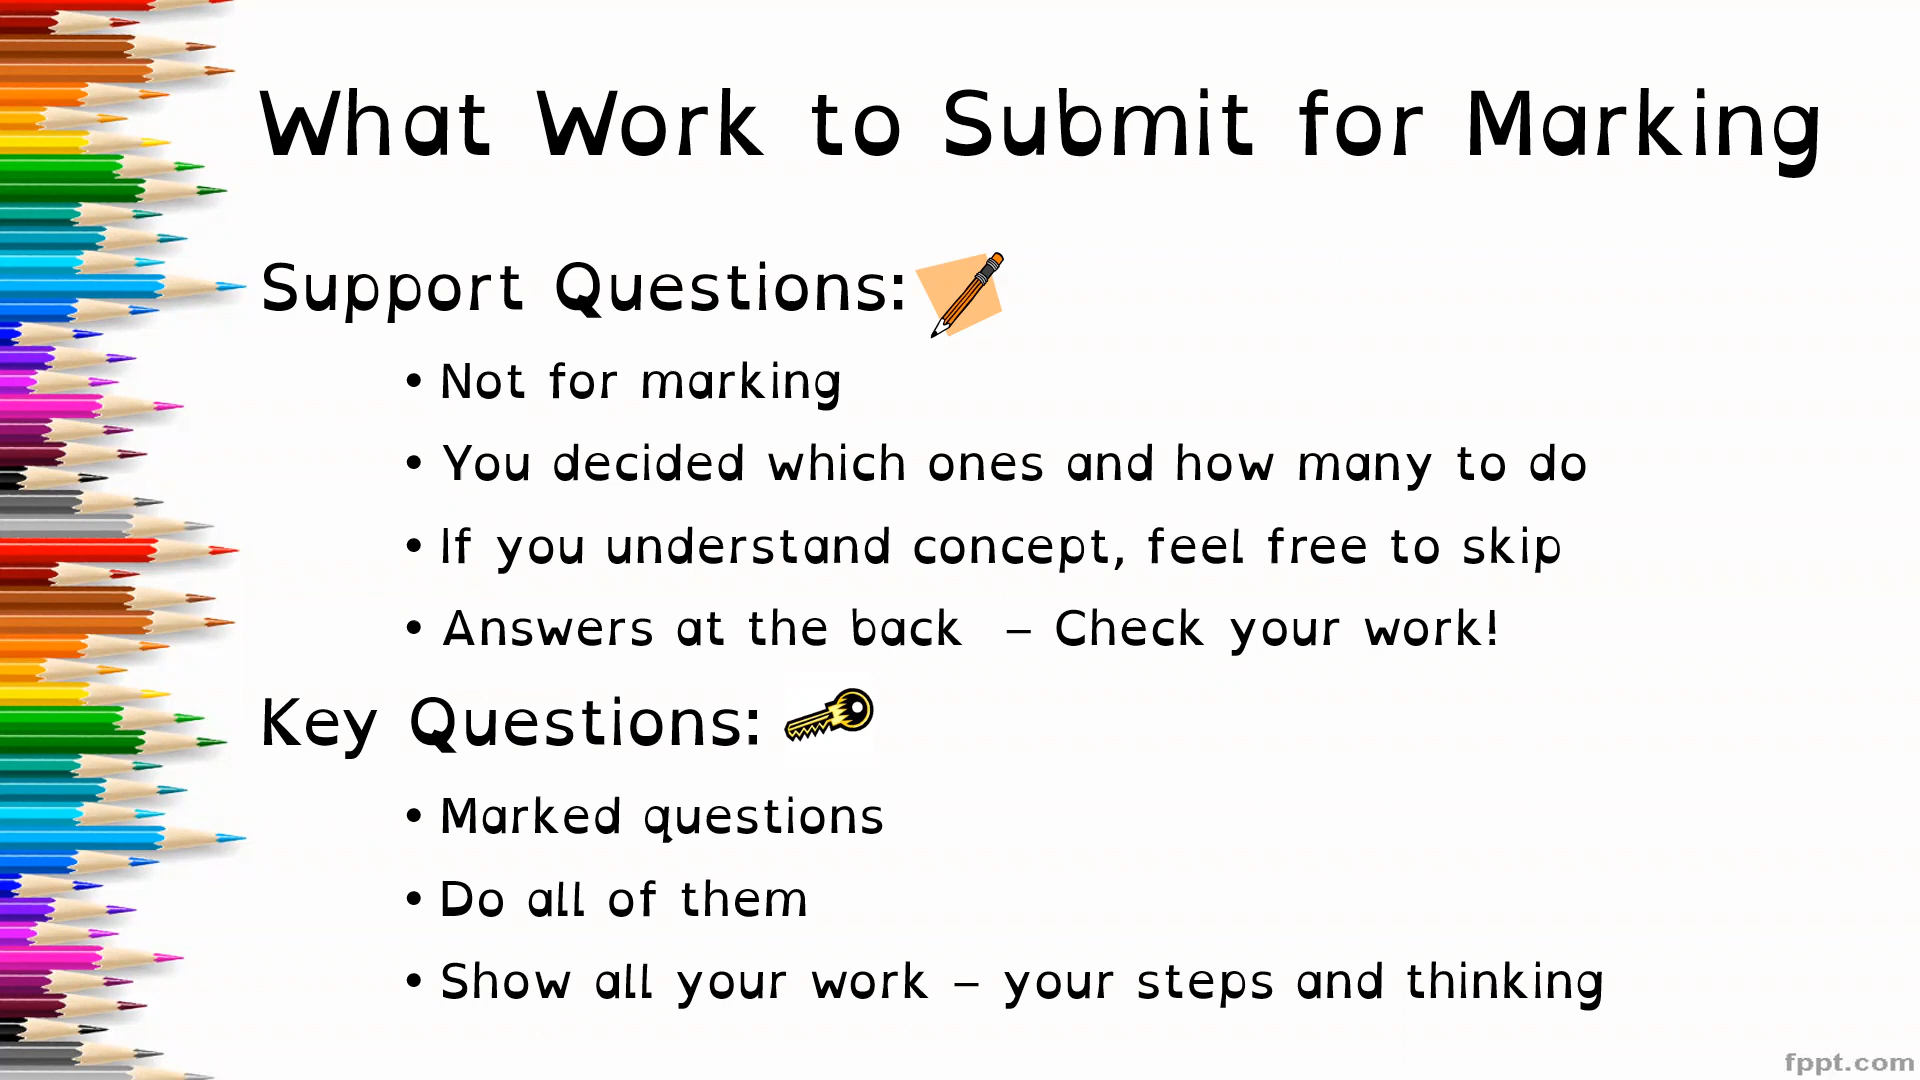 What Work to Submit for Marking
Support Questions:
• Not for marking
• You decided which ones and how many to do
• If you understand concept, feel free to skip
• Answers at the back – Check your work!
Key Questions:
• Marked questions
• Do all of them
• Show all your work – your steps and thinking
fppt.com